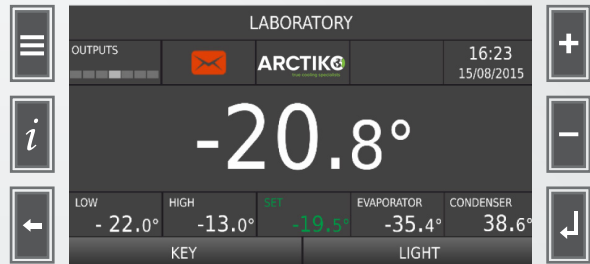 LABORATORY
OUTPUTS
ARCTIKO
16:23
15/08/2015
i
-20.8°
LOW
HIGH
SET
EVAPORATOR
CONDENSER
- 22.0°
-13.0°
-19.5°
-35.4°
38.6°
KEY
LIGHT
+
−